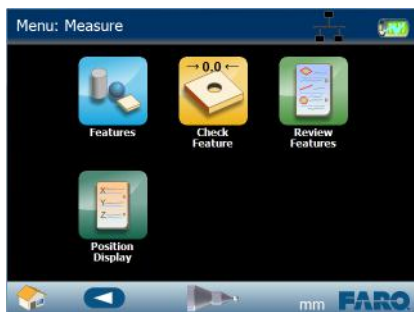 Menu: Measure
→ 0,0 ←
Features
Check
Feature
Review
Features
X
Y
Z
Position
Display
mm
FARO